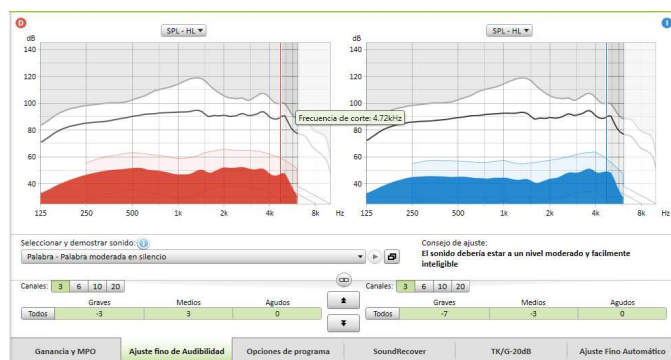 D
SPL - HL
SPL - HL
I
dB
dB
140
140
120
120
100
100
80
80
60
60
40
40
Frecuencia de corte: 4.72kHz
125 250 500 1k 2k 4k 8k Hz
125 250 500 1k 2k 4k 8k Hz
Seleccionar y demostrar sonido:
Palabra - Palabra moderada en silencio
Consejo de ajuste:
El sonido debería estar a un nivel moderado y facilmente
inteligible
Canales: 3 6 10 20
Canales: 3 6 10 20
Graves Medios Agudos
Graves Medios Agudos
Todos -3 3 0
Todos -7 -3 0
Ganancia y MPO
Ajuste fino de Audibilidad
Opciones de programa
SoundRecover
TK/G-20dB
Ajuste Fino Automático